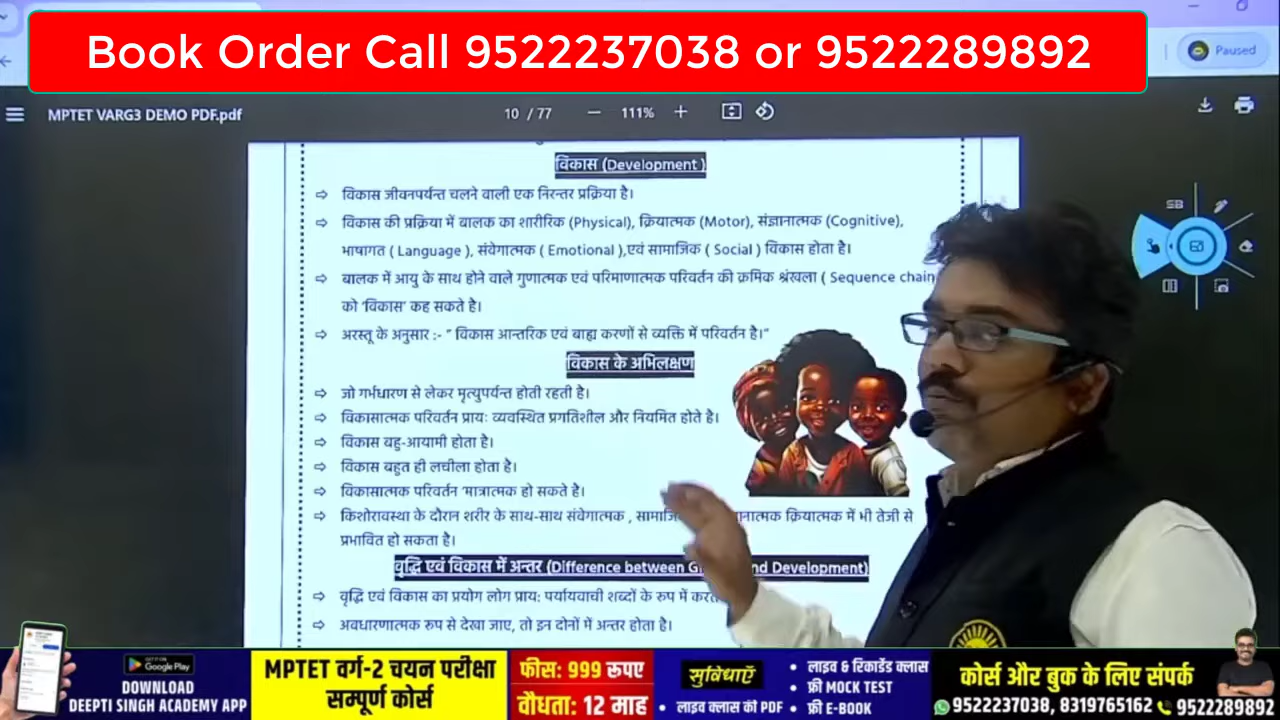 Book Order Call 9522237038 or 9522289892
Paused
MPTET VARG3 DEMO PDF.pdf
10 / 77
111%
विकास (Development )
⇨ विकास जीवनपर्यन्त चलने वाली एक निरन्तर प्रक्रिया है।
⇨ विकास की प्रक्रिया में बालक का शारीरिक (Physical), क्रियात्मक (Motor), संज्ञानात्मक (Cognitive),
भाषागत ( Language ), संवेगात्मक ( Emotional ),एवं सामाजिक ( Social ) विकास होता है।
⇨ बालक में आयु के साथ होने वाले गुणात्मक एवं परिमाणात्मक परिवर्तन की क्रमिक श्रंखला ( Sequence chain
को 'विकास' कह सकते है।
⇨ अरस्तू के अनुसार :- " विकास आन्तरिक एवं बाह्य करणों से व्यक्ति में परिवर्तन है।"
विकास के अभिलक्षण
⇨ जो गर्भधारण से लेकर मृत्युपर्यन्त होती रहती है।
⇨ विकासात्मक परिवर्तन प्रायः व्यवस्थित प्रगतिशील और नियमित होते है।
⇨ विकास बहु-आयामी होता है।
⇨ विकास बहुत ही लचीला होता है।
⇨ विकासात्मक परिवर्तन 'मात्रात्मक हो सकते है।
⇨ किशोरावस्था के दौरान शरीर के साथ-साथ संवेगात्मक , क्रियात्मक में भी तेजी से
प्रभावित हो सकता है।
वृद्धि एवं विकास में अन्तर (Difference between Development)
⇨ वृद्धि एवं विकास का प्रयोग लोग प्राय: पर्यायवाची शब्दों के रूप में
⇨ अवधारणात्मक रूप से देखा जाए, तो इन दोनों में अन्तर होता है।
SB
GET IT ON
Google Play
DOWNLOAD
DEEPTI SINGH ACADEMY APP
MPTET वर्ग-2 चयन परीक्षा
सम्पूर्ण कोर्स
फीस: 999 रूपए
वैधता: 12 माह
सुविधाएँ
• लाइव क्लास की PDF
• लाइव & रिकार्डेड क्लास
• फ्री MOCK TEST
• फ्री E-BOOK
कोर्स और बुक के लिए संपर्क
9522237038, 8319765162 9522289892